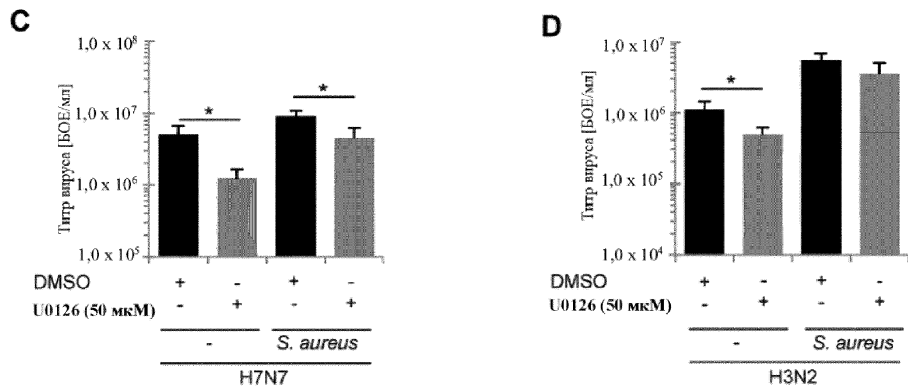 C
1,0 x 10⁸
1,0 x 10⁷
1,0 x 10⁶
1,0 x 10⁵
Титр вируса [БОЕ/мл]
* *
DMSO + - + -
U0126 (50 мкМ) - + - +
- S. aureus
H7N7
D
1,0 x 10⁷
1,0 x 10⁶
1,0 x 10⁵
1,0 x 10⁴
Титр вируса [БОЕ/мл]
*
DMSO + - + -
U0126 (50 мкМ) - + - +
- S. aureus
H3N2